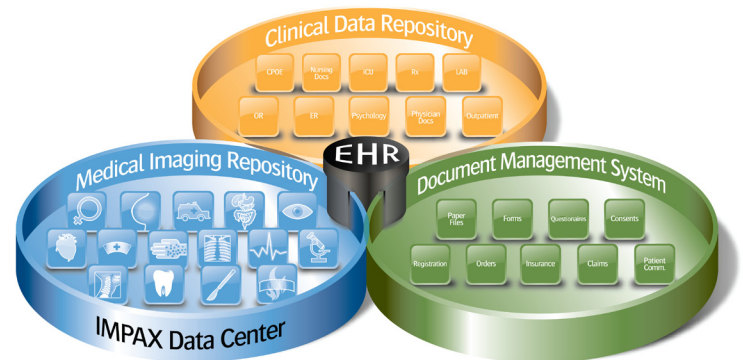 Clinical Data Repository
CPOE
Nursing
Docs
ICU
Rx
LAB
OR
ER
Psychology
Physician
Docs
Outpatient
EHR
Medical Imaging Repository
IMPAX Data Center
Document Management System
Paper
Files
Forms
Questionaires
Consents
Registration
Orders
Insurance
Claims
Patient
Comm.